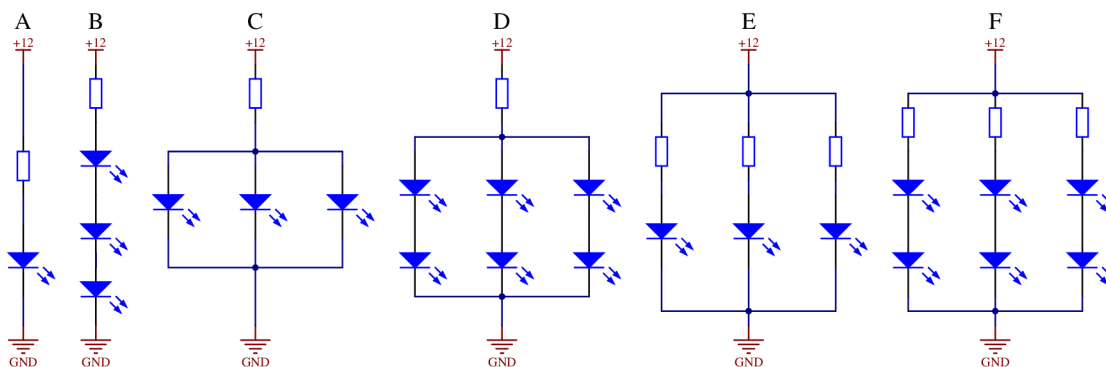 A B C D E F
+12 +12 +12 +12 +12 +12
GND GND GND GND GND GND